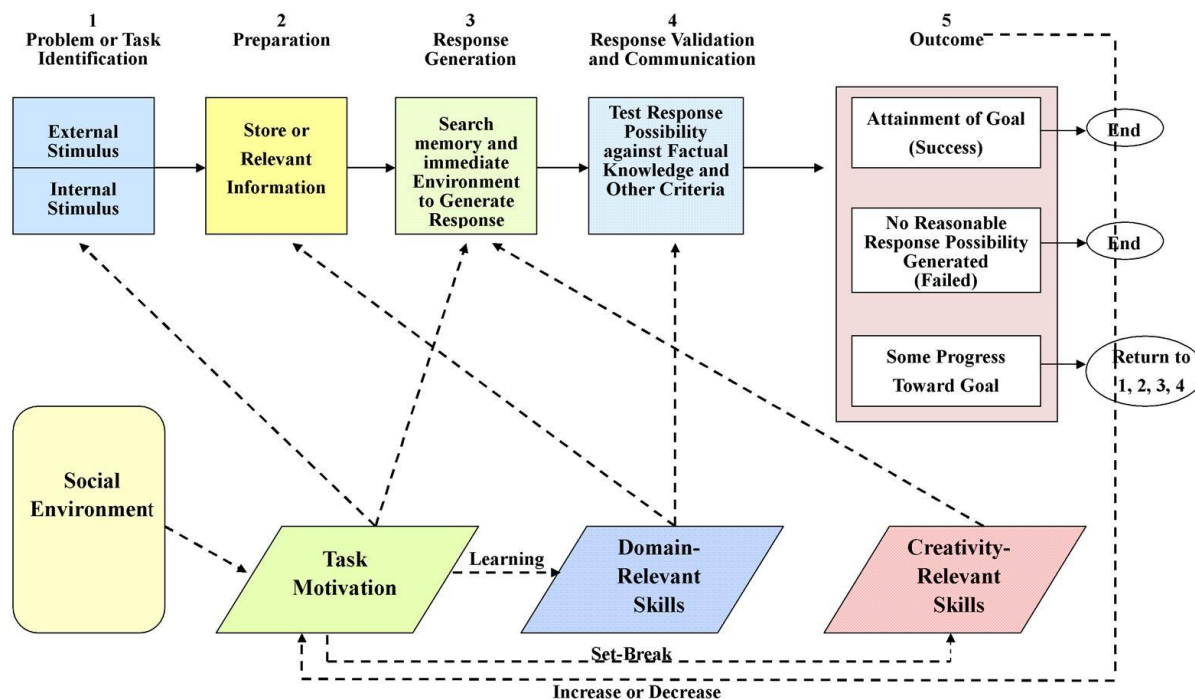 1
Problem or Task
Identification
2
Preparation
3
Response
Generation
4
Response Validation
and Communication
5
Outcome
External
Stimulus
Internal
Stimulus
Store or
Relevant
Information
Search
memory and
immediate
Environment
to Generate
Response
Test Response
Possibility
against Factual
Knowledge and
Other Criteria
Attainment of Goal
(Success)
End
No Reasonable
Response Possibility
Generated
(Failed)
End
Some Progress
Toward Goal
Return to
1, 2, 3, 4
Social
Environment
Task
Motivation
Learning
Domain-
Relevant
Skills
Creativity-
Relevant
Skills
Set-Break
Increase or Decrease